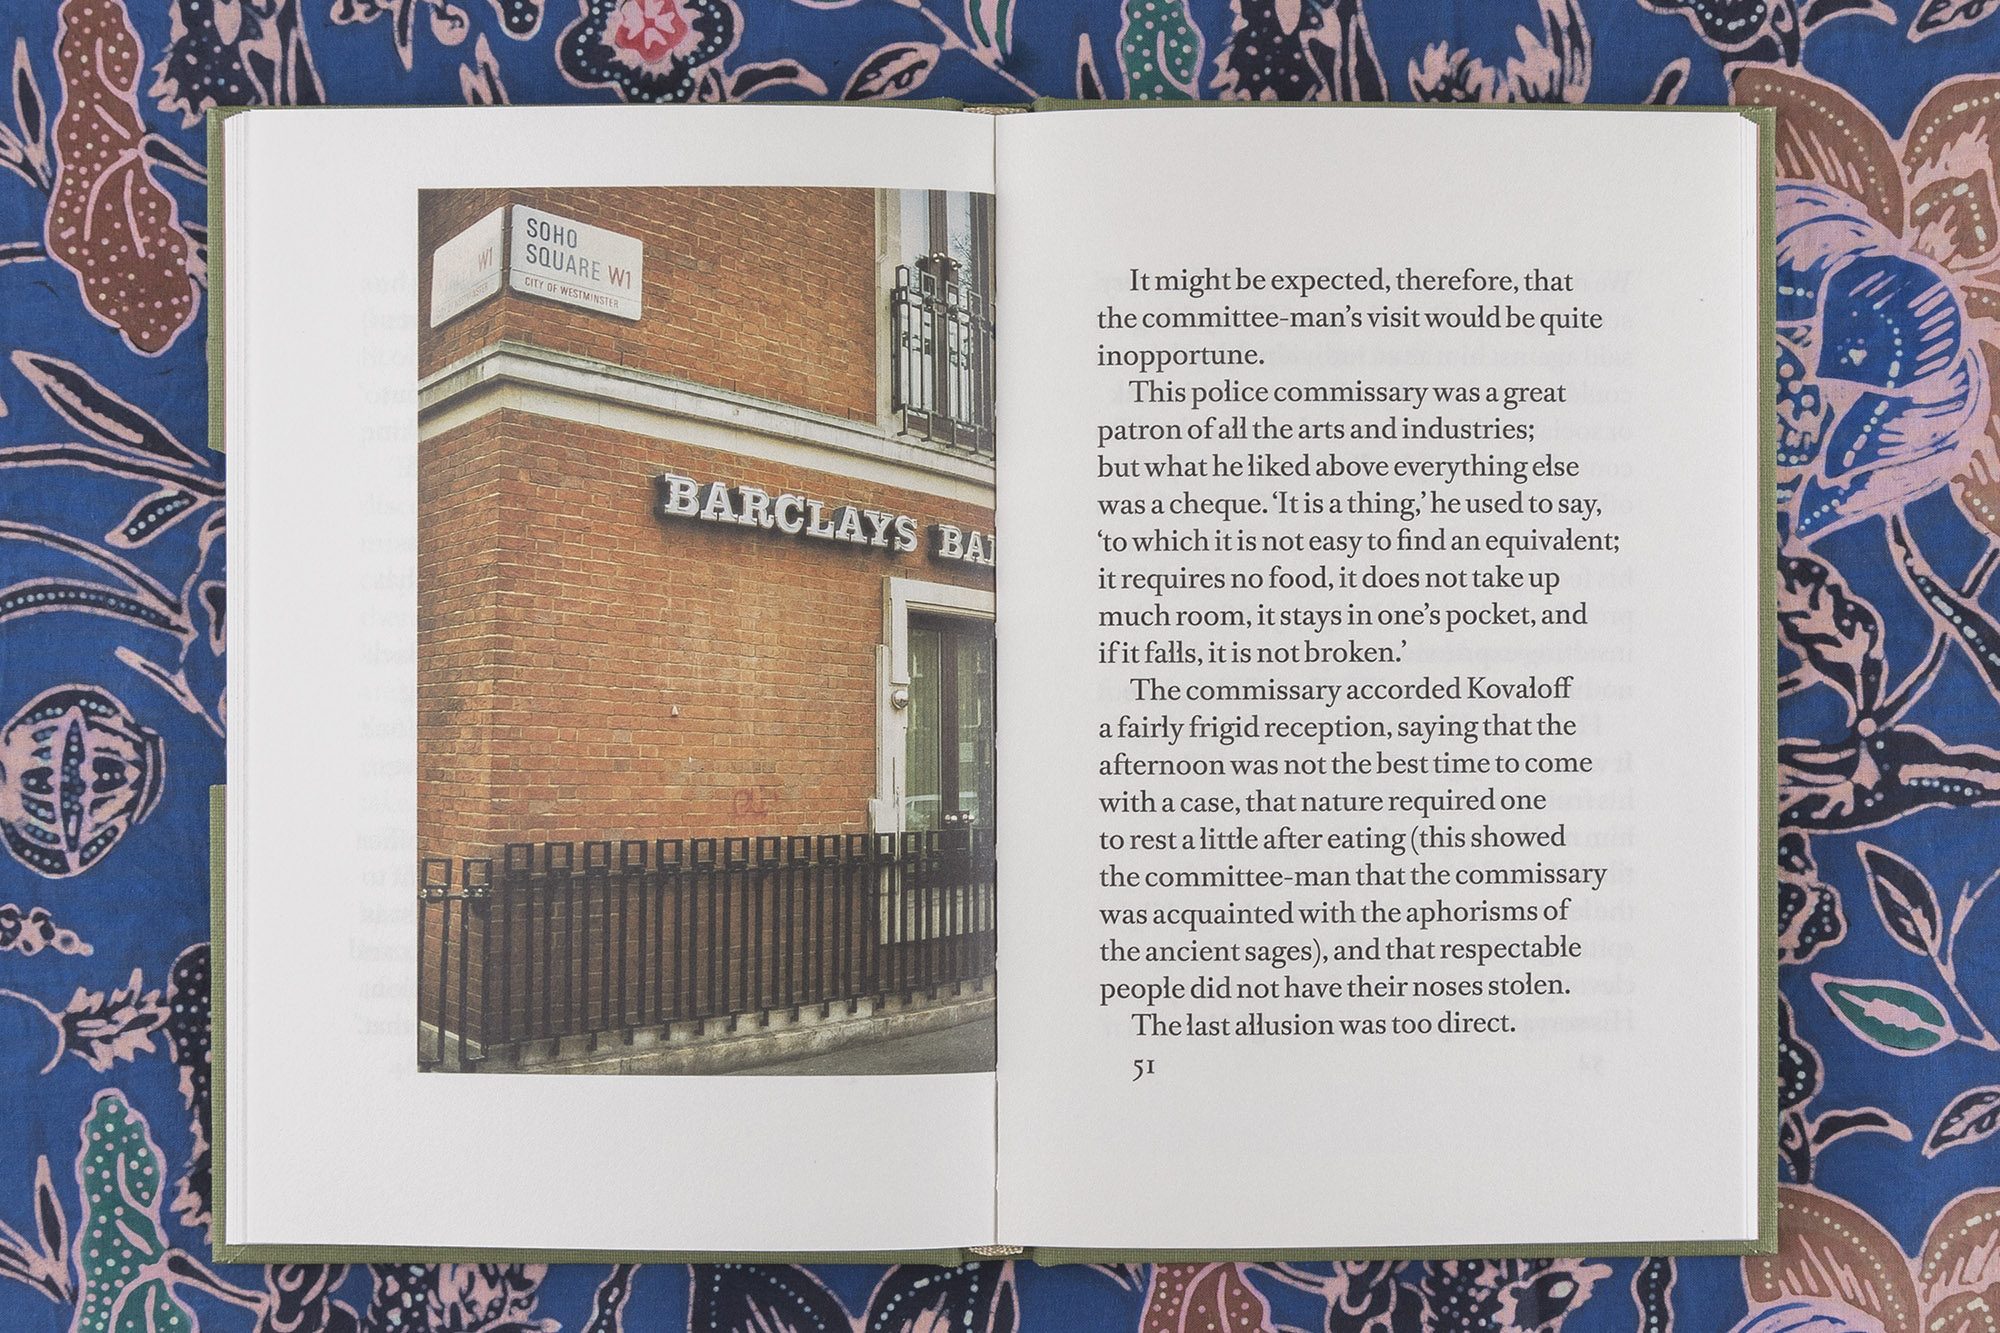 W1
SOHO
SQUARE W1
CITY OF WESTMINSTER
BARCLAYS BA
It might be expected, therefore, that
the committee-man's visit would be quite
inopportune.
This police commissary was a great
patron of all the arts and industries;
but what he liked above everything else
was a cheque. ‘It is a thing,’ he used to say,
‘to which it is not easy to find an equivalent;
it requires no food, it does not take up
much room, it stays in one’s pocket, and
if it falls, it is not broken.’
The commissary accorded Kovaloff
a fairly frigid reception, saying that the
afternoon was not the best time to come
with a case, that nature required one
to rest a little after eating (this showed
the committee-man that the commissary
was acquainted with the aphorisms of
the ancient sages), and that respectable
people did not have their noses stolen.
The last allusion was too direct.
51